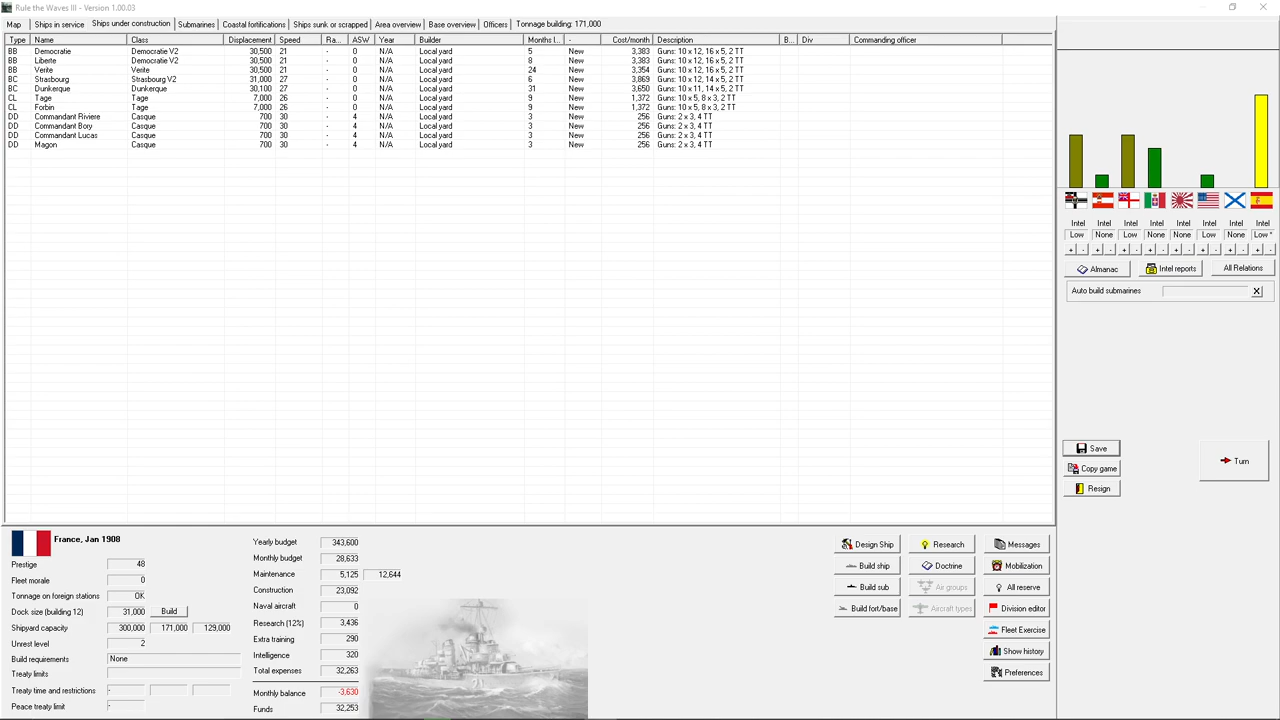 Rule the Waves III - Version 1.00.03
Map Ships in service Ships under construction Submarines Coastal fortifications Ships sunk or scrapped Area overview Base overview Officers Tonnage building: 171,000
Type Name Class Displacement Speed Ra... ASW Year Builder Months l... - Cost/month Description B... Div Commanding officer
BB Democratie Democratie V2 30,500 21 - 0 N/A Local yard 5 New 3,383 Guns: 10 x 12, 16 x 5, 2 TT
BB Liberte Democratie V2 30,500 21 - 0 N/A Local yard 8 New 3,383 Guns: 10 x 12, 16 x 5, 2 TT
BB Verite Verite 30,500 21 - 0 N/A Local yard 24 New 3,354 Guns: 10 x 12, 14 x 5, 2 TT
BC Strasbourg Strasbourg V2 31,000 27 - 0 N/A Local yard 6 New 3,869 Guns: 10 x 12, 16 x 5, 2 TT
BC Dunkerque Dunkerque 30,100 27 - 0 N/A Local yard 31 New 3,650 Guns: 10 x 11, 14 x 5, 2 TT
CL Tage Tage 7,000 26 - 0 N/A Local yard 9 New 1,372 Guns: 10 x 5, 8 x 3, 2 TT
CL Forbin Tage 7,000 26 - 0 N/A Local yard 9 New 1,372 Guns: 10 x 5, 8 x 3, 2 TT
DD Commandant Riviere Casque 700 30 - 4 N/A Local yard 3 New 256 Guns: 2 x 3, 4 TT
DD Commandant Bory Casque 700 30 - 4 N/A Local yard 3 New 256 Guns: 2 x 3, 4 TT
DD Commandant Lucas Casque 700 30 - 4 N/A Local yard 3 New 256 Guns: 2 x 3, 4 TT
DD Magon Casque 700 30 - 4 N/A Local yard 3 New 256 Guns: 2 x 3, 4 TT
Intel Intel Intel Intel Intel Intel Intel Intel
Low None Low None None Low None Low *
+ - + - + - + - + - + - + - + -
Almanac Intel reports All Relations
Auto build submarines X
Save
Copy game
Resign
Turn
France, Jan 1908
Prestige 48
Fleet morale 0
Tonnage on foreign stations OK
Dock size (building 12) 31,000 Build
Shipyard capacity 300,000 171,000 129,000
Unrest level 2
Build requirements None
Treaty limits
Treaty time and restrictions -
Peace treaty limit -
Yearly budget 343,600
Monthly budget 28,633
Maintenance 5,125 12,644
Construction 23,092
Naval aircraft 0
Research (12%) 3,436
Extra training 290
Intelligence 320
Total expenses 32,263
Monthly balance -3,630
Funds 32,253
Design Ship Research Messages
Build ship Doctrine Mobilization
Build sub Air groups All reserve
Build fort/base Aircraft types Division editor
Fleet Exercise
Show history
Preferences